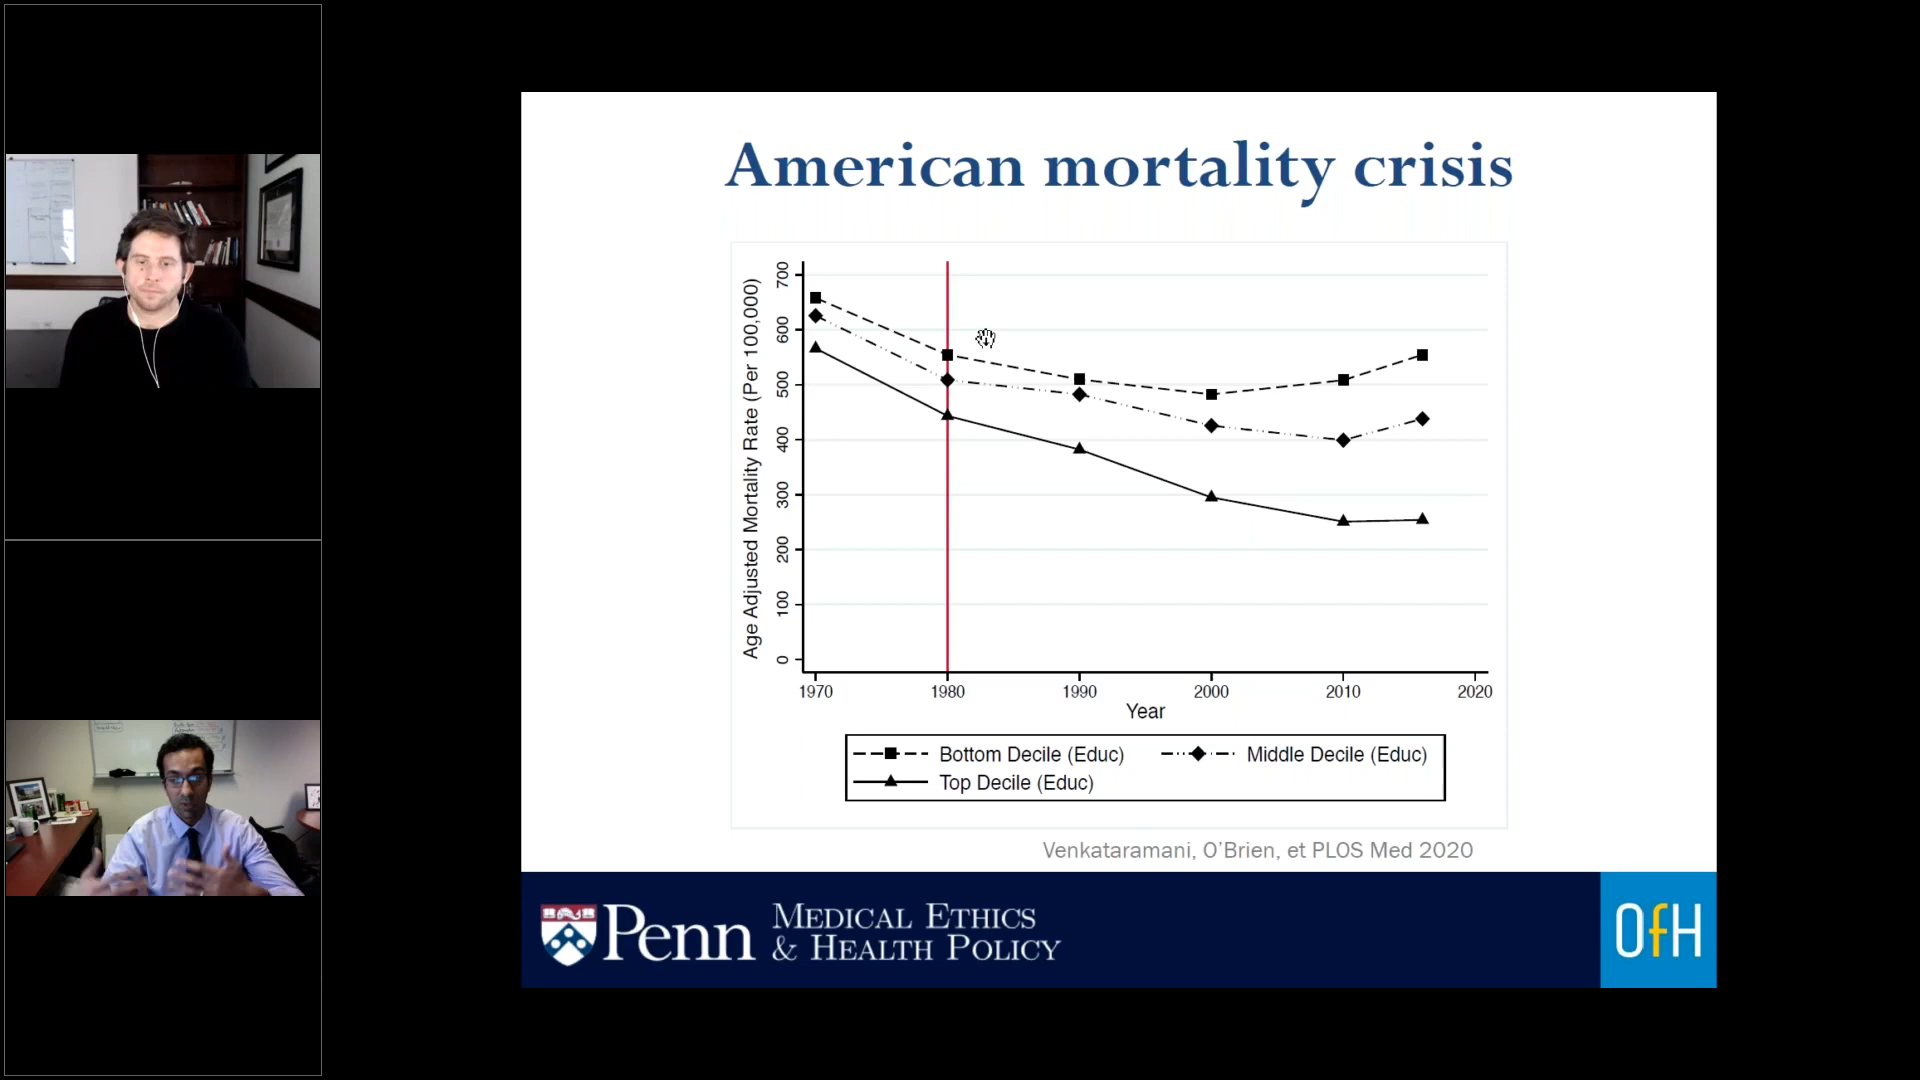 American mortality crisis
Age Adjusted Mortality Rate (Per 100,000)
700
600
500
400
300
200
100
0
1970 1980 1990 2000 2010 2020
Year
Bottom Decile (Educ) Middle Decile (Educ)
Top Decile (Educ)
Venkataramani, O’Brien, et PLOS Med 2020
Penn MEDICAL ETHICS
& HEALTH POLICY
OfH